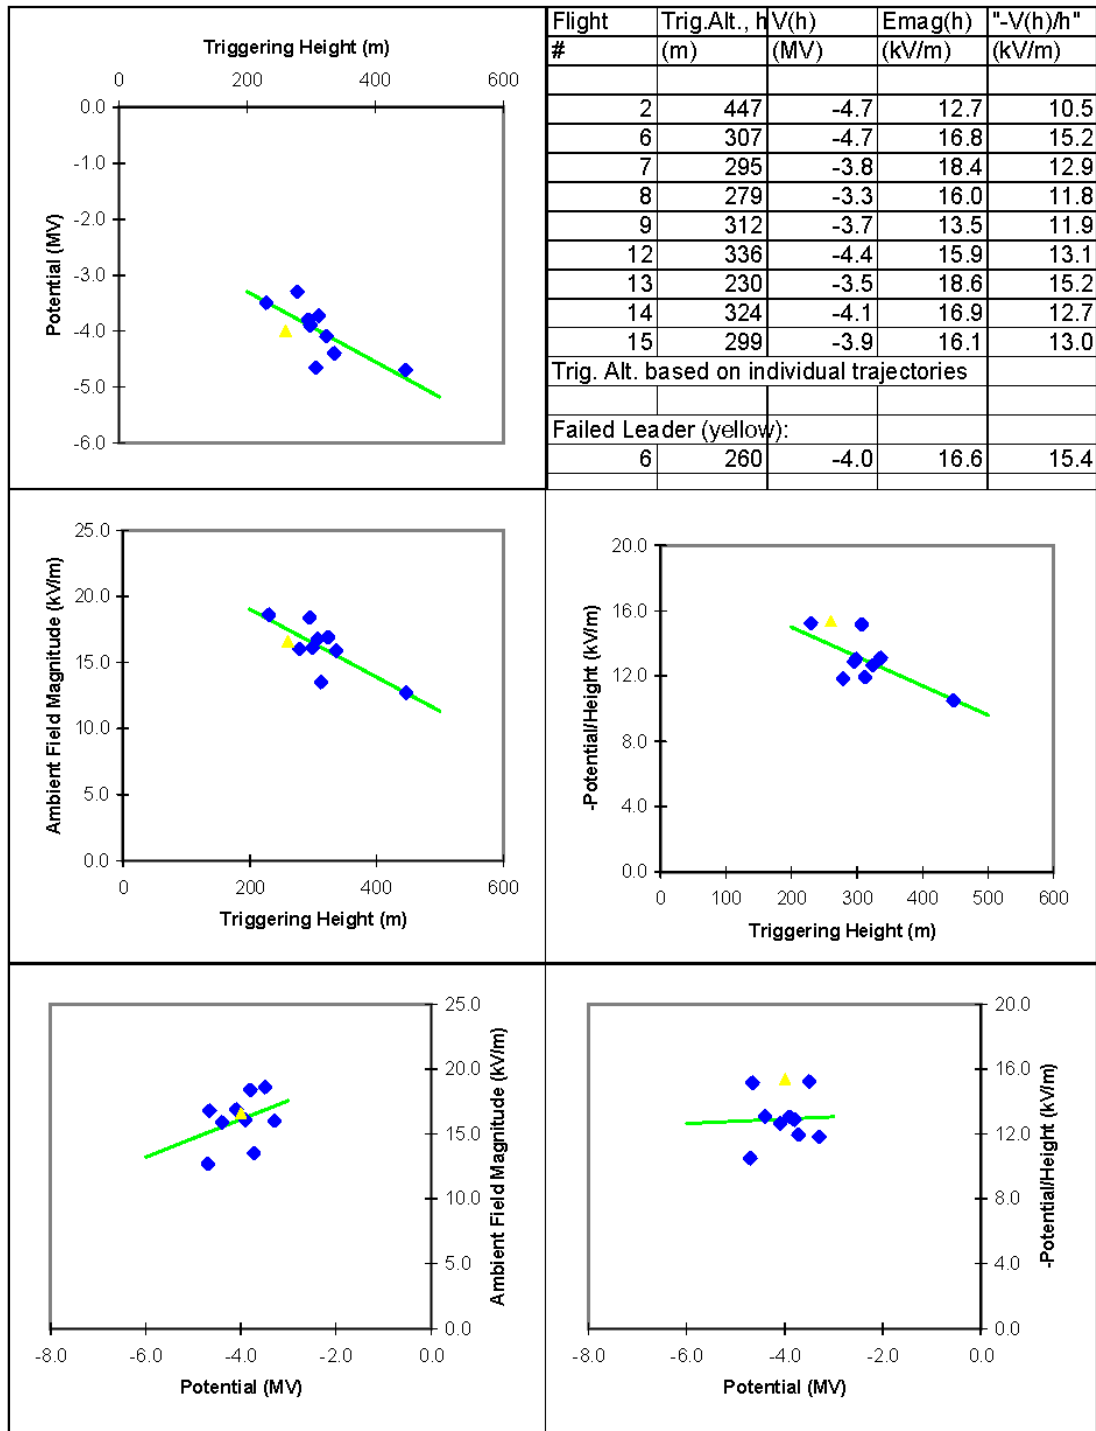 Triggering Height (m)
0 200 400 600
0.0
-1.0
-2.0
-3.0
-4.0
-5.0
-6.0
Potential (MV)
Flight Trig.Alt., h V(h) Emag(h) "-V(h)/h"
# (m) (MV) (kV/m) (kV/m)
2 447 -4.7 12.7 10.5
6 307 -4.7 16.8 15.2
7 295 -3.8 18.4 12.9
8 279 -3.3 16.0 11.8
9 312 -3.7 13.5 11.9
12 336 -4.4 15.9 13.1
13 230 -3.5 18.6 15.2
14 324 -4.1 16.9 12.7
15 299 -3.9 16.1 13.0
Trig. Alt. based on individual trajectories
Failed Leader (yellow):
6 260 -4.0 16.6 15.4
25.0
20.0
15.0
10.0
5.0
0.0
Ambient Field Magnitude (kV/m)
0 200 400 600
Triggering Height (m)
20.0
16.0
12.0
8.0
4.0
0.0
-Potential/Height (kV/m)
0 100 200 300 400 500 600
Triggering Height (m)
25.0
20.0
15.0
10.0
5.0
0.0
Ambient Field Magnitude (kV/m)
-8.0 -6.0 -4.0 -2.0 0.0
Potential (MV)
20.0
16.0
12.0
8.0
4.0
0.0
-Potential/Height (kV/m)
-8.0 -6.0 -4.0 -2.0 0.0
Potential (MV)